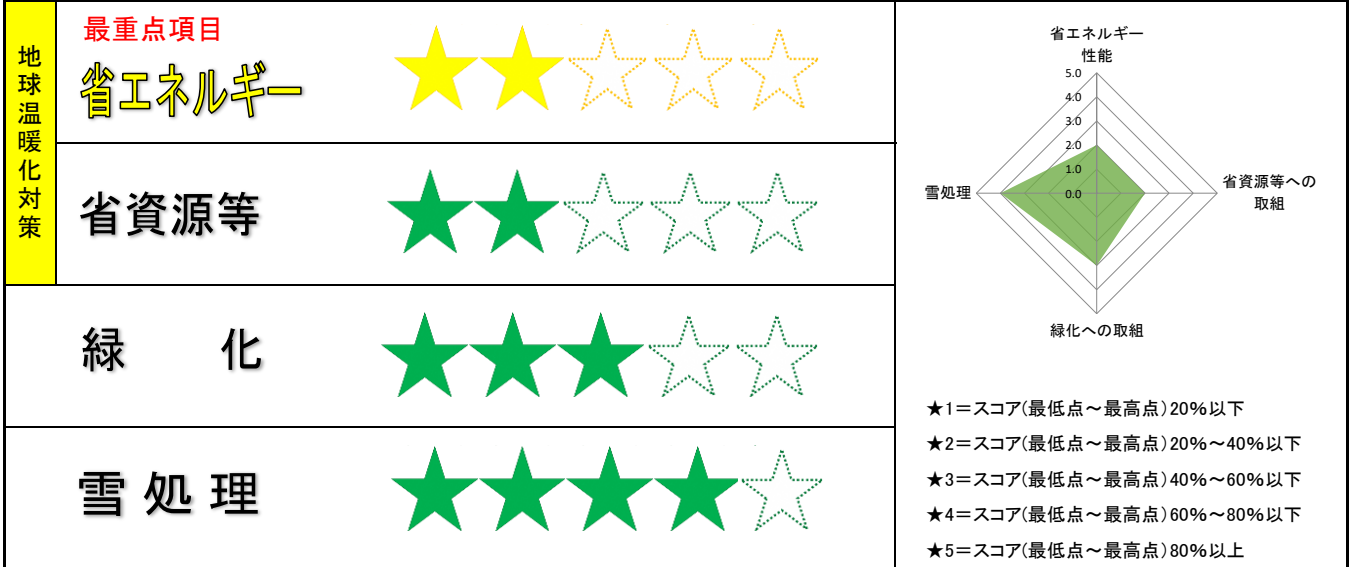 地球温暖化対策
最重点項目
省エネルギー
省資源等
緑　化
雪処理
省エネルギー
性能
5.0
4.0
3.0
2.0
1.0
0.0
雪処理
省資源等への
取組
緑化への取組
★1＝スコア(最低点～最高点)20%以下
★2＝スコア(最低点～最高点)20%～40%以下
★3＝スコア(最低点～最高点)40%～60%以下
★4＝スコア(最低点～最高点)60%～80%以下
★5＝スコア(最低点～最高点)80%以上